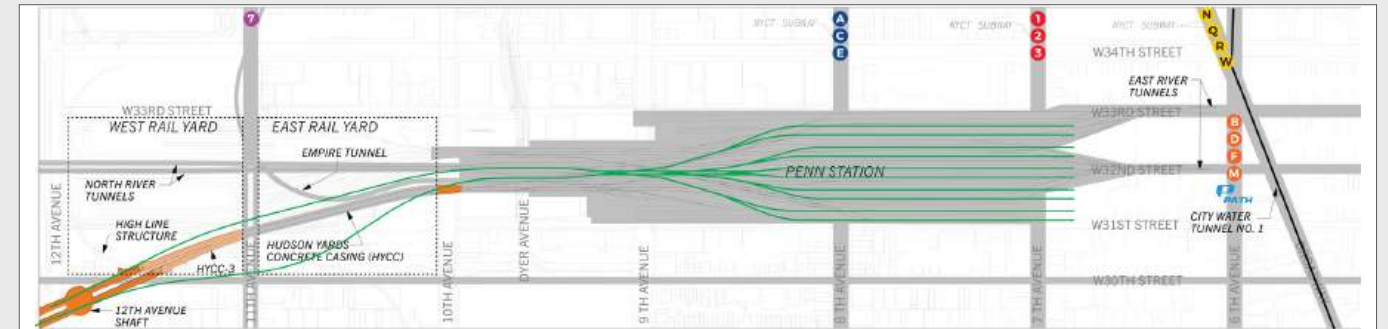 7
NYCT SUBWAY
A
C
E
NYCT SUBWAY
1
2
3
NYCT SUBWAY
N
Q
R
W
W34TH STREET
EAST RIVER
TUNNELS
W33RD STREET
W33RD STREET
WEST RAIL YARD
EAST RAIL YARD
EMPIRE TUNNEL
B
D
F
M
PENN STATION
W32ND STREET
NORTH RIVER
TUNNELS
PATH
CITY WATER
TUNNEL NO. 1
W31ST STREET
HIGH LINE
STRUCTURE
HUDSON YARDS
CONCRETE CASING (HYCC)
HYCC-3
W30TH STREET
12TH AVENUE
SHAFT
12TH AVENUE
11TH AVENUE
10TH AVENUE
DYER AVENUE
9TH AVENUE
8TH AVENUE
7TH AVENUE
6TH AVENUE